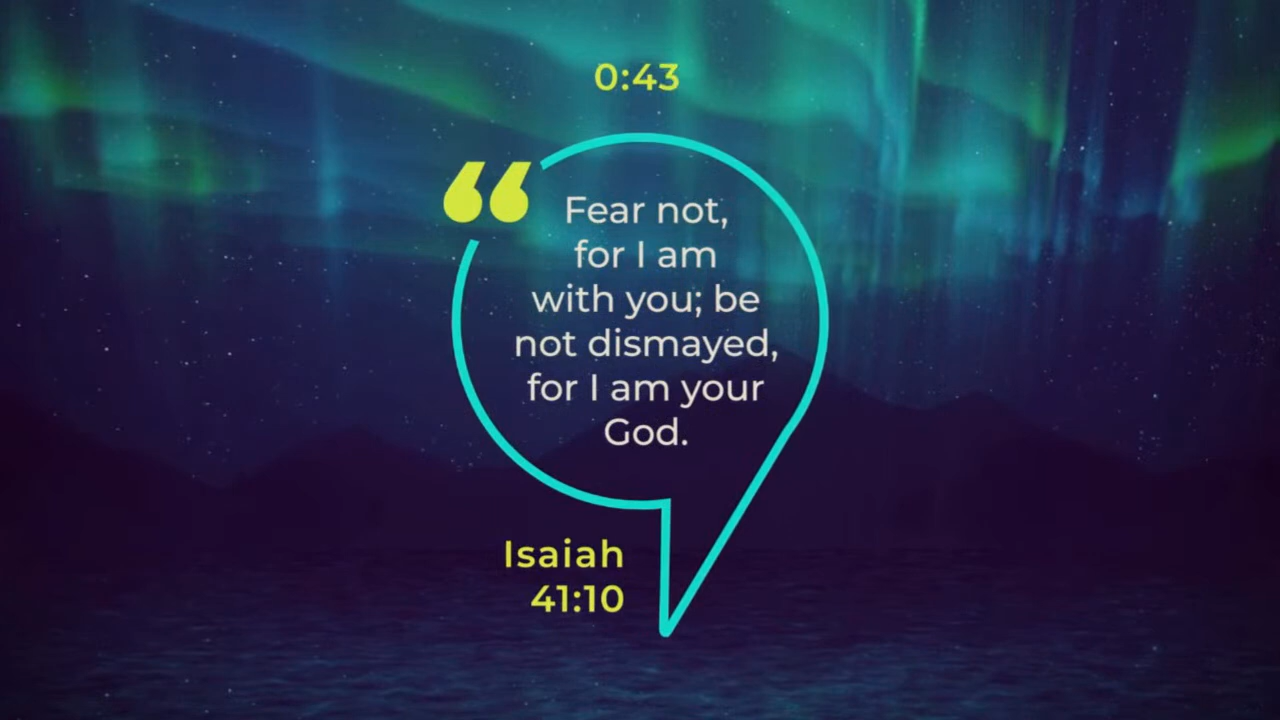 0:43
“
Fear not,
for I am
with you; be
not dismayed,
for I am your
God.
Isaiah
41:10